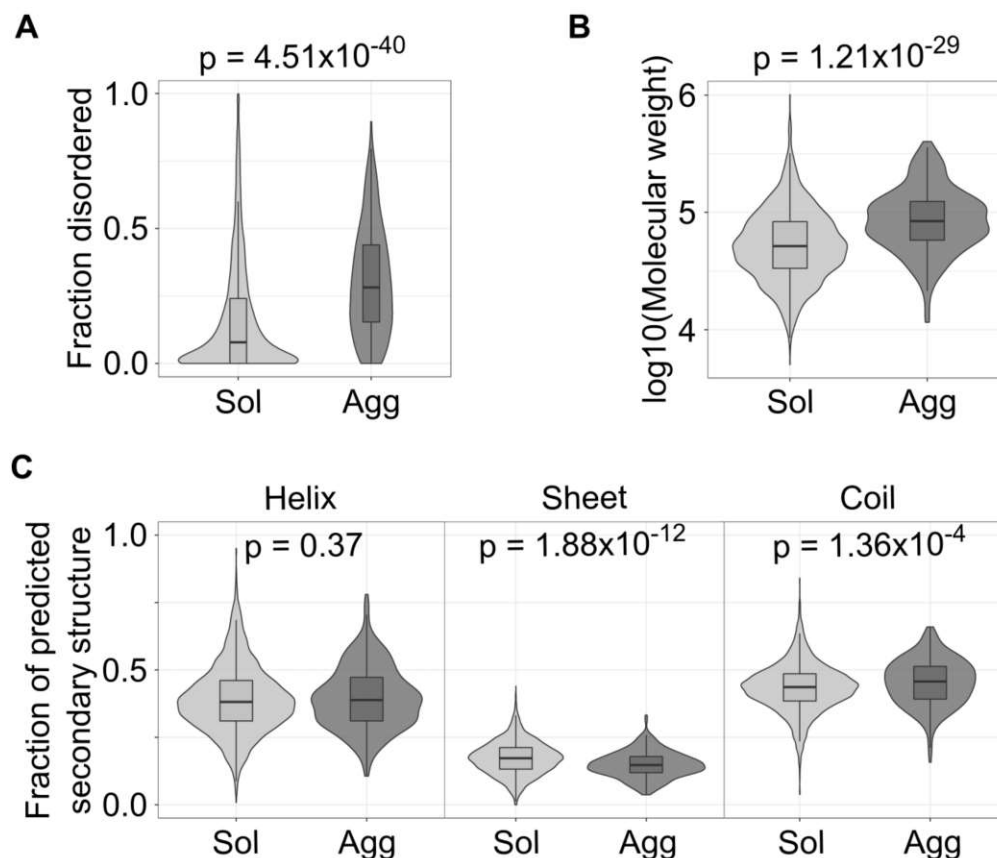 A
p = 4.51x10-40
Fraction disordered
1.0
0.5
0.0
Sol Agg
B
p = 1.21x10-29
log10(Molecular weight)
6
5
4
Sol Agg
C
Helix Sheet Coil
p = 0.37 p = 1.88x10-12 p = 1.36x10-4
Fraction of predicted
secondary structure
1.0
0.5
0.0
Sol Agg Sol Agg Sol Agg